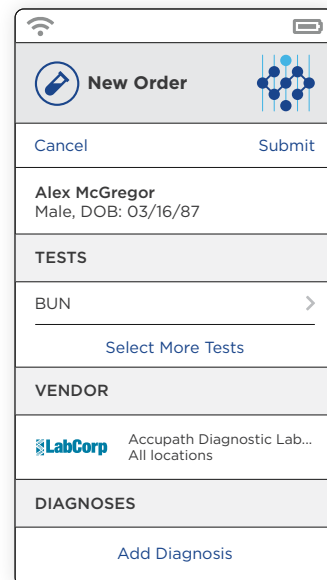 New Order
Cancel
Submit
Alex McGregor
Male, DOB: 03/16/87
TESTS
BUN
Select More Tests
VENDOR
LabCorp
Accupath Diagnostic Lab...
All locations
DIAGNOSES
Add Diagnosis